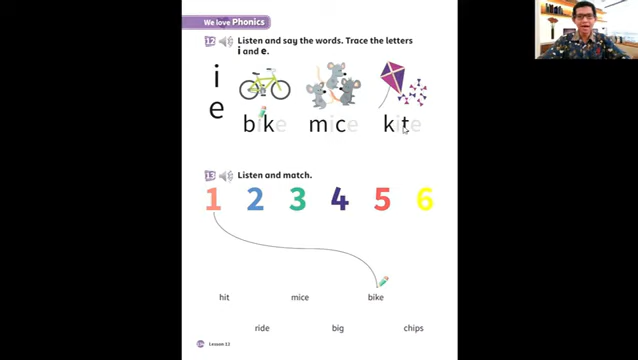 We love Phonics
12 Listen and say the words. Trace the letters
i and e.
i
e
bike mice kite
13 Listen and match.
1 2 3 4 5 6
hit mice bike
ride big chips
Lesson 12